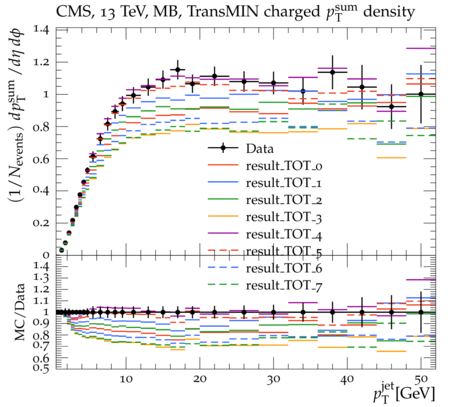 CMS, 13 TeV, MB, TransMIN charged p_T^sum density
(1/N_events) dp_T^sum/dη dϕ
1.4
1.2
1
0.8
0.6
0.4
0.2
0
Data
result_TOT_0
result_TOT_1
result_TOT_2
result_TOT_3
result_TOT_4
result_TOT_5
result_TOT_6
result_TOT_7
MC/Data
1.4
1.3
1.2
1.1
1
0.9
0.8
0.7
0.6
0.5
10 20 30 40 50
p_T^jet [GeV]